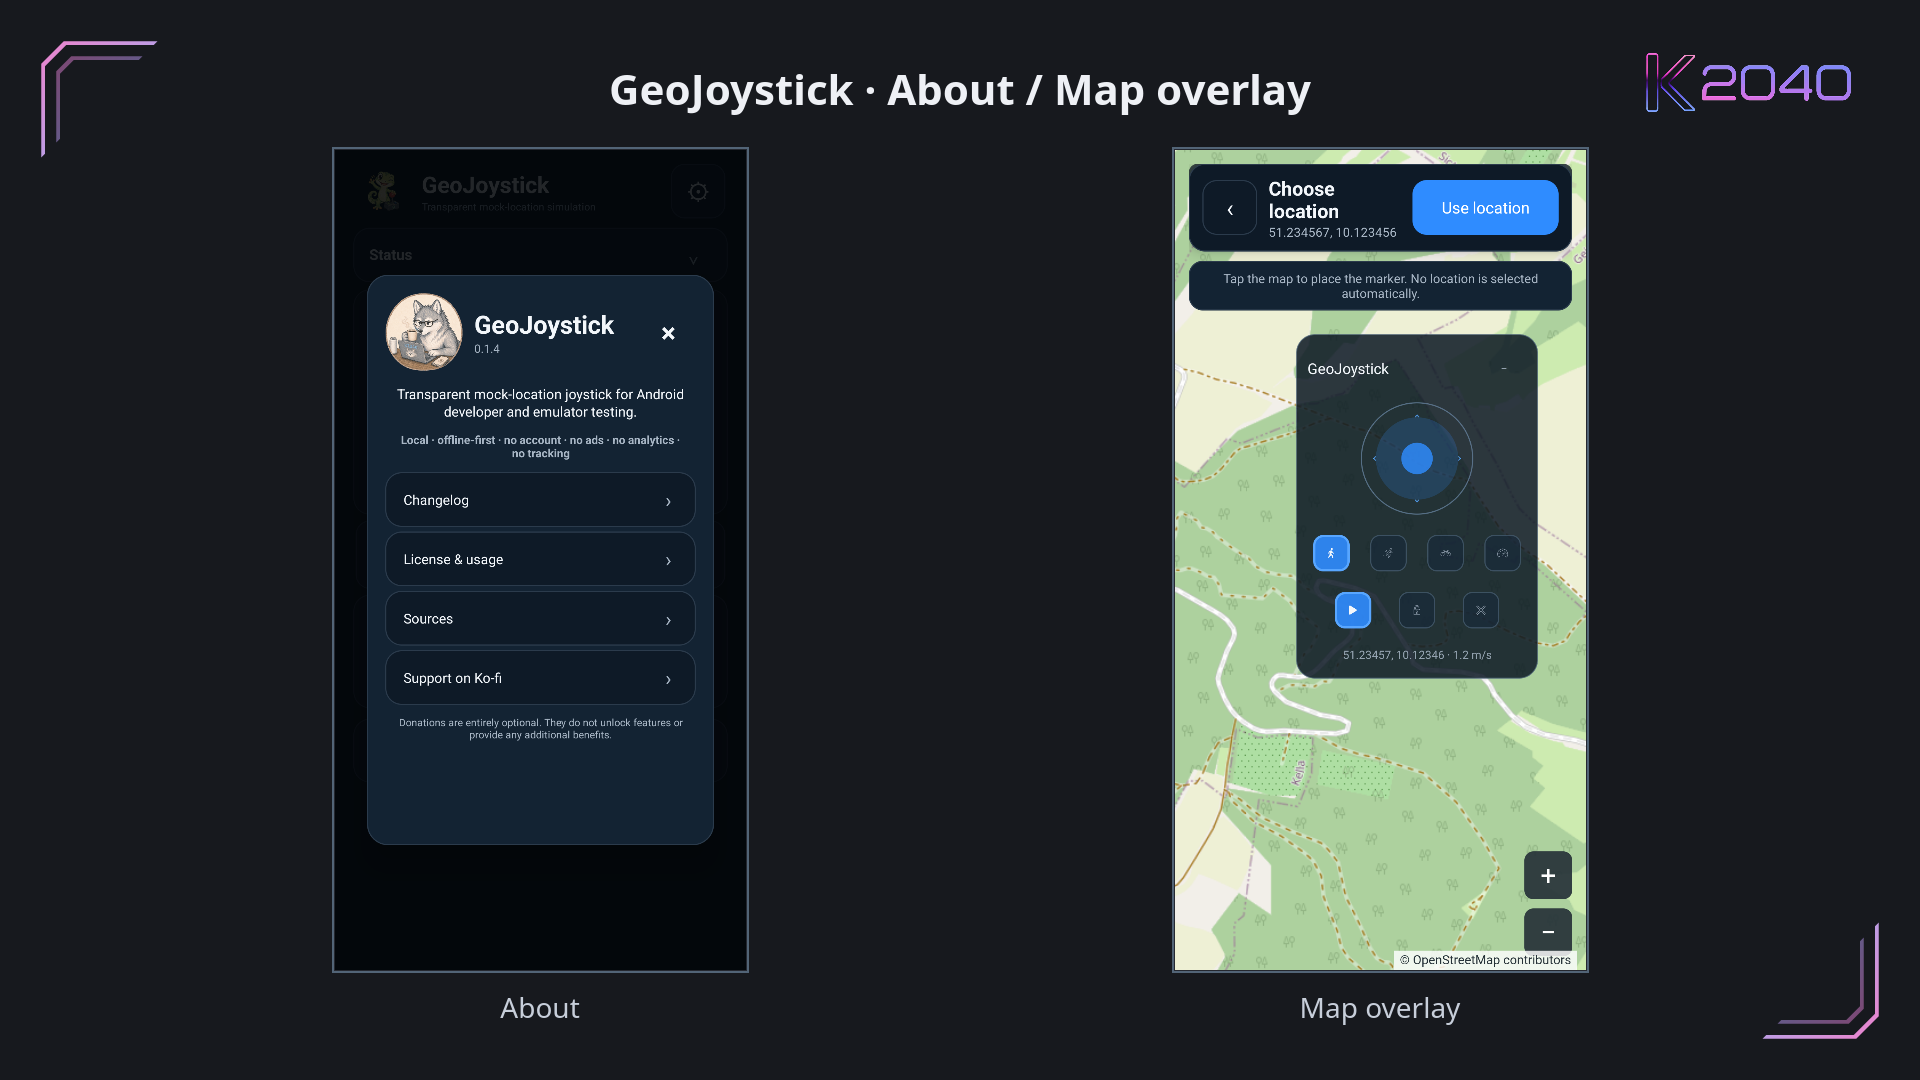 GeoJoystick · About / Map overlay
K2040
GeoJoystick
Transparent mock-location simulation
Status
GeoJoystick
0.1.4
Transparent mock-location joystick for Android
developer and emulator testing.
Local · offline-first · no account · no ads · no analytics ·
no tracking
Changelog
License & usage
Sources
Support on Ko-fi
Donations are entirely optional. They do not unlock features or
provide any additional benefits.
About
Choose
location
51.234567, 10.123456
Use location
Tap the map to place the marker. No location is selected
automatically.
GeoJoystick
51.23457, 10.12346 · 1.2 m/s
Keña
© OpenStreetMap contributors
Map overlay